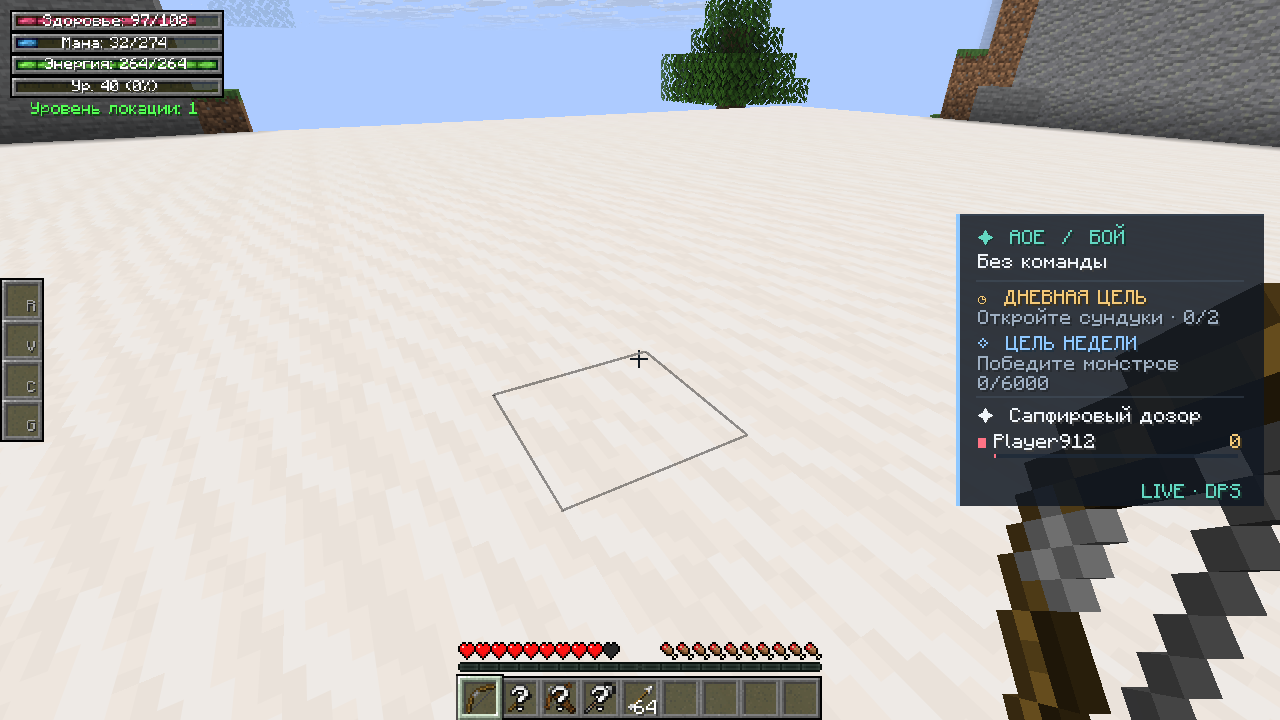 Здоровье: 97/108
Мана: 32/274
Энергия: 264/264
Ур. 40 (0%)
Уровень локации: 1
R
V
C
G
АОЕ / БОЙ
Без команды
ДНЕВНАЯ ЦЕЛЬ
Откройте сундуки · 0/2
ЦЕЛЬ НЕДЕЛИ
Победите монстров
0/6000
Сапфировый дозор
Player912 0
LIVE · DPS
? ? ? 64